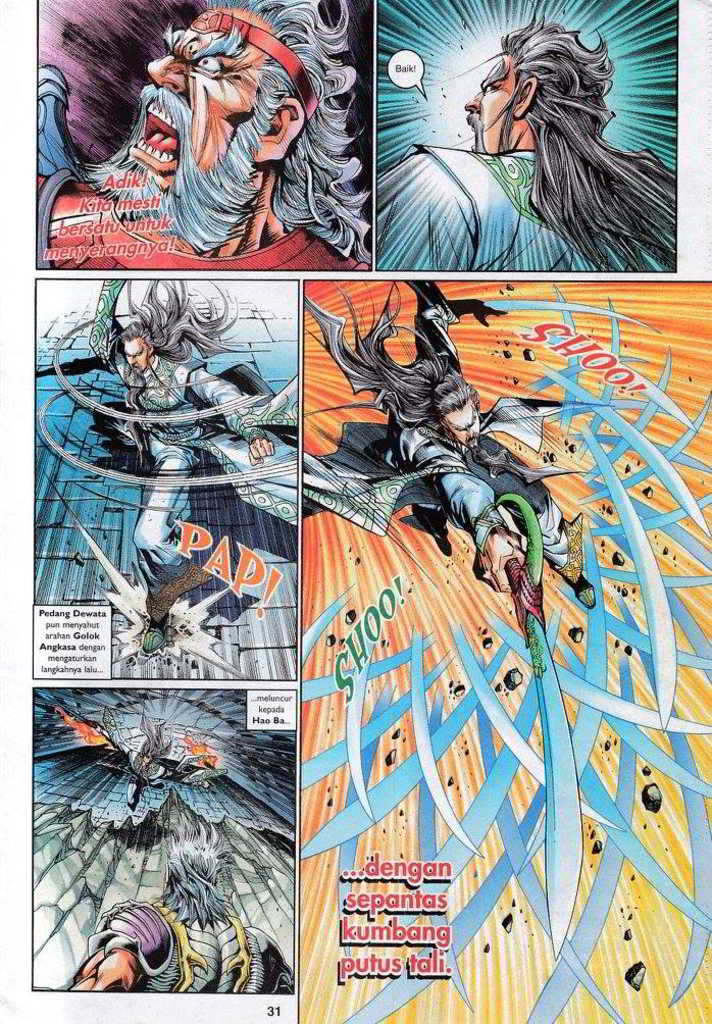 Adik!
Kita mesti
bersatu untuk
menyerangnya!
Baik!
PAP!
Pedang Dewata
pun menyahut
arahan Golok
Angkasa dengan
mengaturkan
langkahnya lalu...
...meluncur
kepada
Hao Ba...
SHOO!
SHOO!
...dengan
sepantas
kumbang
putus tali.
31